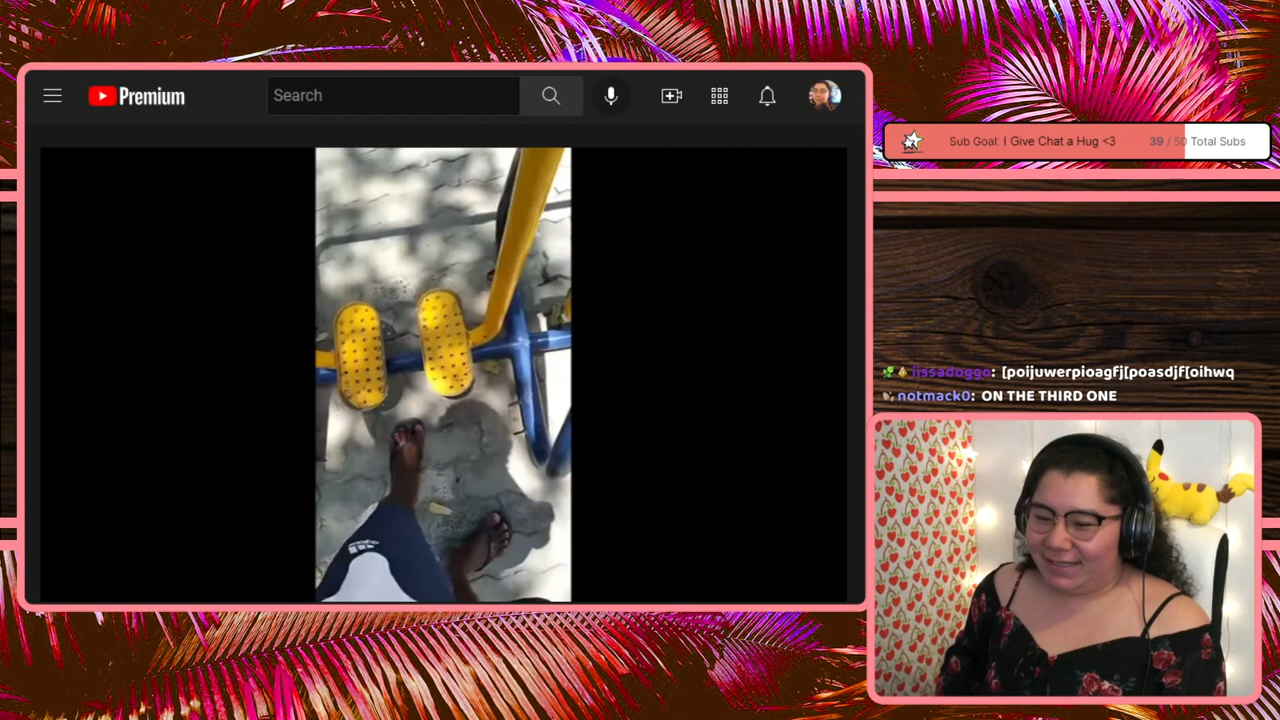 Premium
Search
Sub Goal: I Give Chat a Hug <3 39 / 50 Total Subs
iissadoggo: [poijuwerpioagfj[poasdjf[oihwq
notmack0: ON THE THIRD ONE